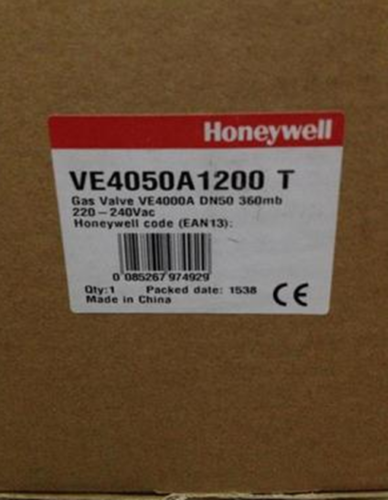 Honeywell
VE4050A1200 T
Gas Valve VE4000A DN50 360mb
220-240Vac
Honeywell code (EAN13):
0 085267 974929
Qty:1 Packed date: 1538
Made in China
CE